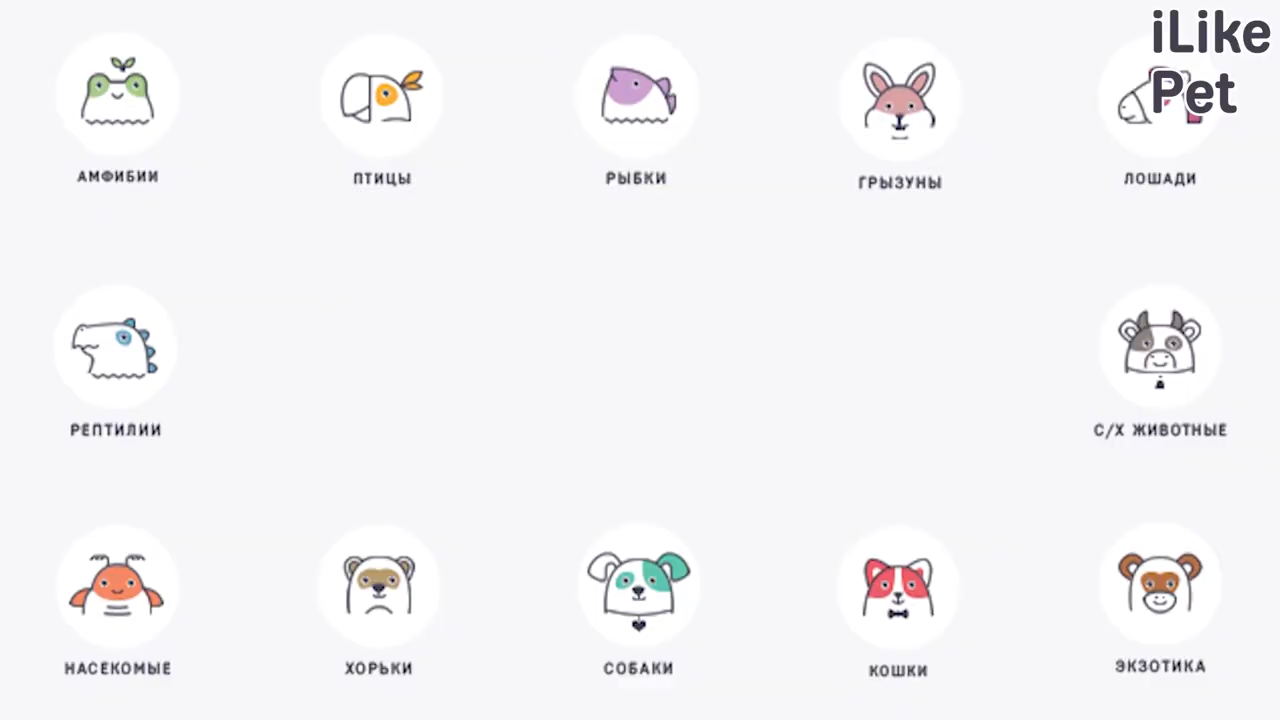 iLike
Pet
АМФИБИИ
ПТИЦЫ
РЫБКИ
ГРЫЗУНЫ
ЛОШАДИ
РЕПТИЛИИ
С/Х ЖИВОТНЫЕ
НАСЕКОМЫЕ
ХОРЬКИ
СОБАКИ
КОШКИ
ЭКЗОТИКА